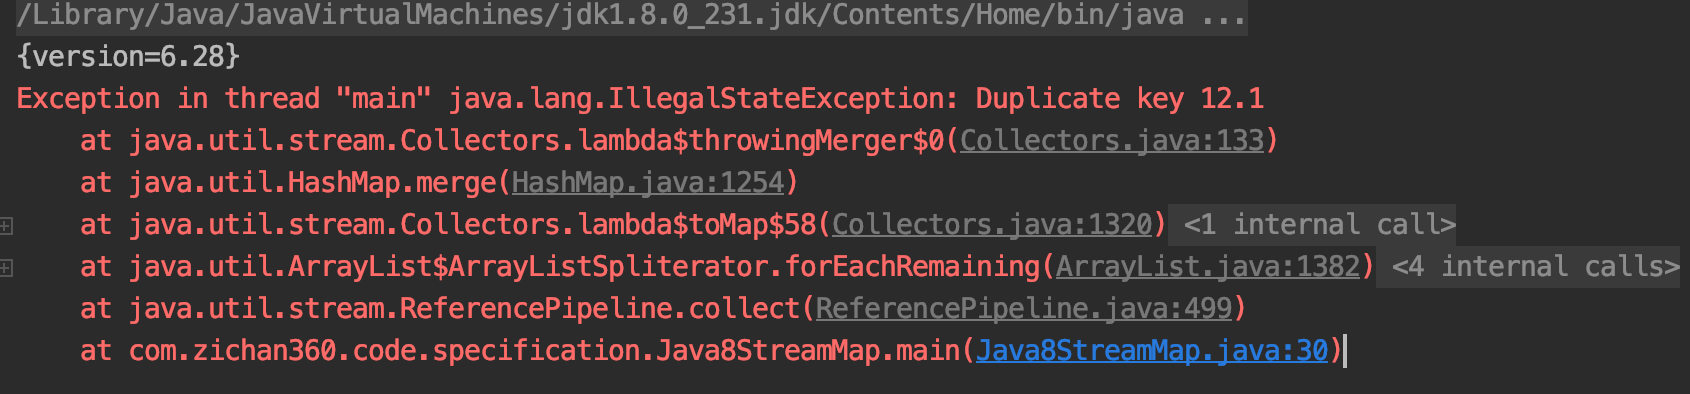 /Library/Java/JavaVirtualMachines/jdk1.8.0_231.jdk/Contents/Home/bin/java ...
{version=6.28}
Exception in thread "main" java.lang.IllegalStateException: Duplicate key 12.1
at java.util.stream.Collectors.lambda$throwingMerger$0(Collectors.java:133)
at java.util.HashMap.merge(HashMap.java:1254)
at java.util.stream.Collectors.lambda$toMap$58(Collectors.java:1320) <1 internal call>
at java.util.ArrayList$ArrayListSpliterator.forEachRemaining(ArrayList.java:1382) <4 internal calls>
at java.util.stream.ReferencePipeline.collect(ReferencePipeline.java:499)
at com.zichan360.code.specification.Java8StreamMap.main(Java8StreamMap.java:30)